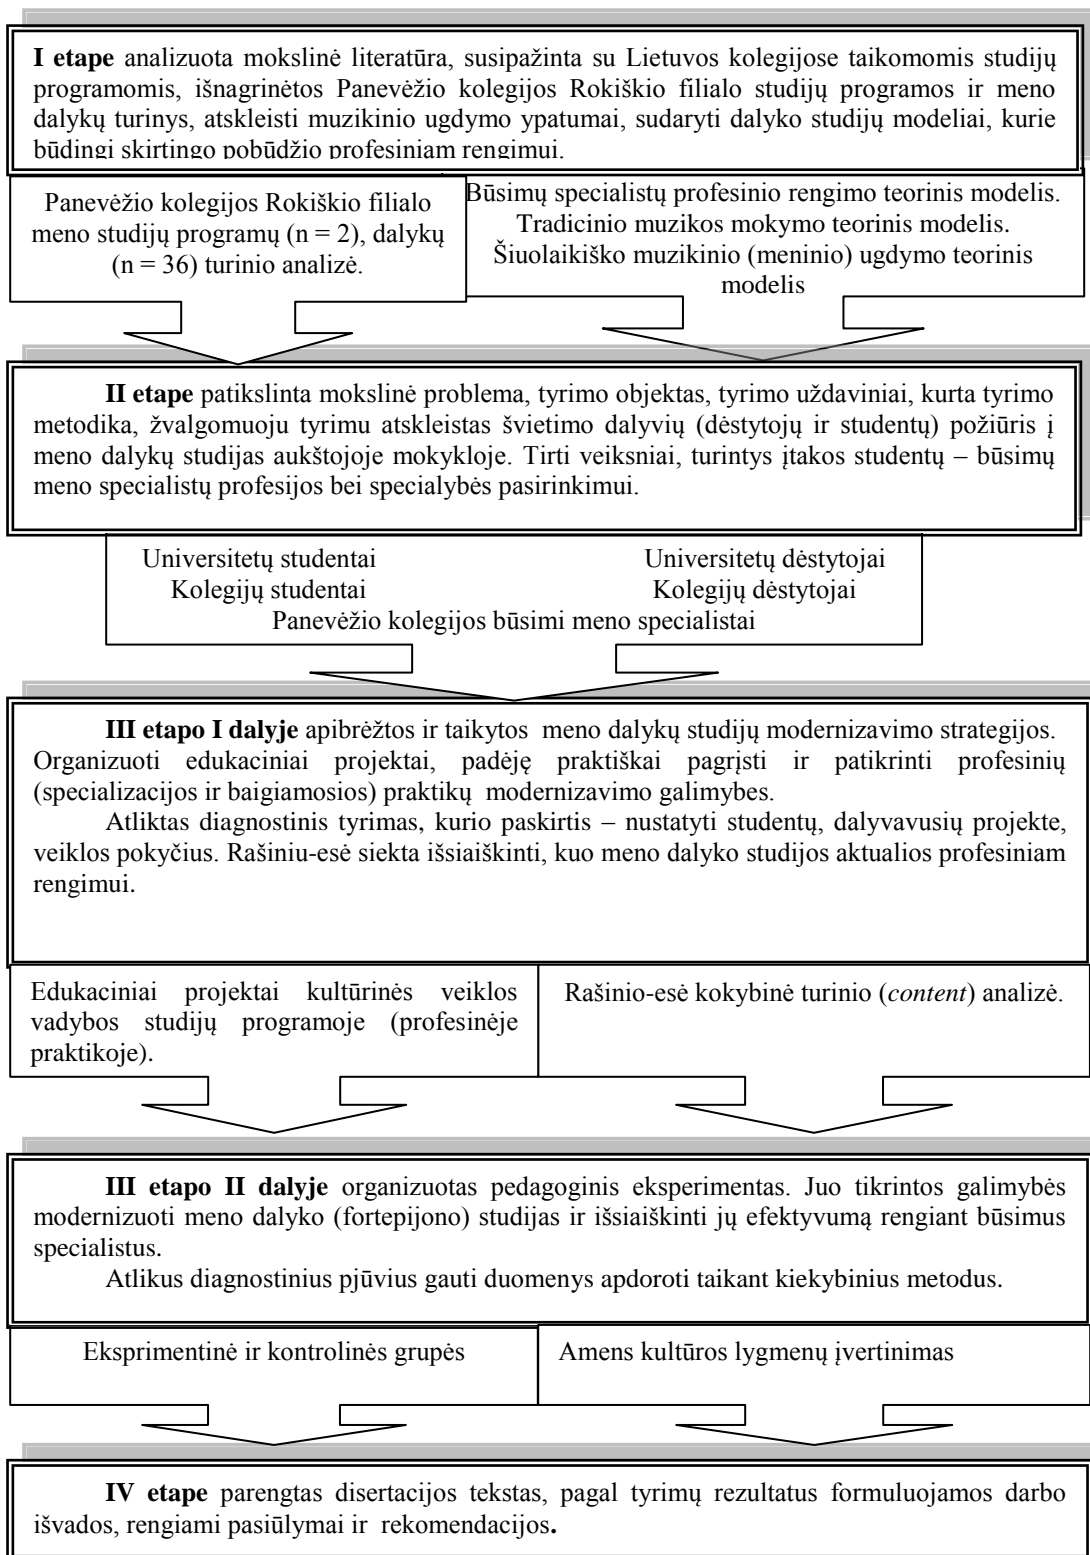 I etape analizuota mokslinė literatūra, susipažinta su Lietuvos kolegijose taikomomis studijų
programomis, išnagrinėtos Panevėžio kolegijos Rokiškio filialo studijų programos ir meno
dalykų turinys, atskleisti muzikinio ugdymo ypatumai, sudaryti dalyko studijų modeliai, kurie
būdingi skirtingo pobūdžio profesiniam rengimui.
Panevėžio kolegijos Rokiškio filialo
meno studijų programų (n = 2), dalykų
(n = 36) turinio analizė.
Būsimų specialistų profesinio rengimo teorinis modelis.
Tradicinio muzikos mokymo teorinis modelis.
Šiuolaikiško muzikinio (meninio) ugdymo teorinis
modelis
II etape patikslinta mokslinė problema, tyrimo objektas, tyrimo uždaviniai, kurta tyrimo
metodika, žvalgomuoju tyrimu atskleistas švietimo dalyvių (dėstytojų ir studentų) požiūris į
meno dalykų studijas aukštojoje mokykloje. Tirti veiksniai, turintys įtakos studentų – būsimų
meno specialistų profesijos bei specialybės pasirinkimui.
Universitetų studentai Universitetų dėstytojai
Kolegijų studentai Kolegijų dėstytojai
Panevėžio kolegijos būsimi meno specialistai
III etapo I dalyje apibrėžtos ir taikytos meno dalykų studijų modernizavimo strategijos.
Organizuoti edukaciniai projektai, padėję praktiškai pagrįsti ir patikrinti profesinių
(specializacijos ir baigiamosios) praktikų modernizavimo galimybes.
Atliktas diagnostinis tyrimas, kurio paskirtis – nustatyti studentų, dalyvavusių projekte,
veiklos pokyčius. Rašiniu-esė siekta išsiaiškinti, kuo meno dalyko studijos aktualios profesiniam
rengimui.
Edukaciniai projektai kultūrinės veiklos
vadybos studijų programoje (profesinėje
praktikoje).
Rašinio-esė kokybinė turinio (content) analizė.
III etapo II dalyje organizuotas pedagoginis eksperimentas. Juo tikrintos galimybės
modernizuoti meno dalyko (fortepijono) studijas ir išsiaiškinti jų efektyvumą rengiant būsimus
specialistus.
Atlikus diagnostinius pjūvius gauti duomenys apdoroti taikant kiekybinius metodus.
Eksprimentinė ir kontrolinės grupės
Amens kultūros lygmenų įvertinimas
IV etape parengtas disertacijos tekstas, pagal tyrimų rezultatus formuluojamos darbo
išvados, rengiami pasiūlymai ir rekomendacijos.